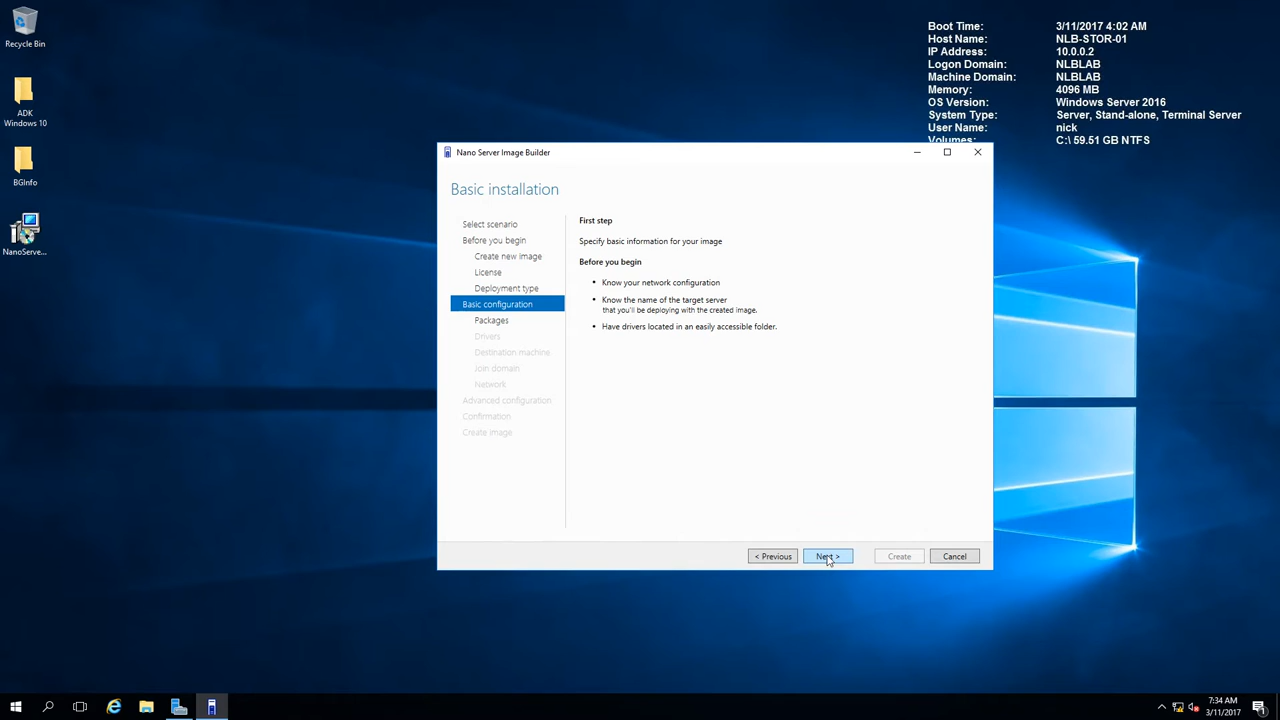 Recycle Bin
ADK
Windows 10
BGInfo
NanoServe...
Boot Time: 3/11/2017 4:02 AM
Host Name: NLB-STOR-01
IP Address: 10.0.0.2
Logon Domain: NLBLAB
Machine Domain: NLBLAB
Memory: 4096 MB
OS Version: Windows Server 2016
System Type: Server, Stand-alone, Terminal Server
User Name: nick
Volumes: C:\ 59.51 GB NTFS
Nano Server Image Builder
Basic installation
Select scenario
Before you begin
Create new image
License
Deployment type
Basic configuration
Packages
Drivers
Destination machine
Join domain
Network
Advanced configuration
Confirmation
Create image
First step
Specify basic information for your image
Before you begin
• Know your network configuration
• Know the name of the target server
that you'll be deploying with the created image.
• Have drivers located in an easily accessible folder.
< Previous
Next >
Create
Cancel
7:34 AM
3/11/2017
1